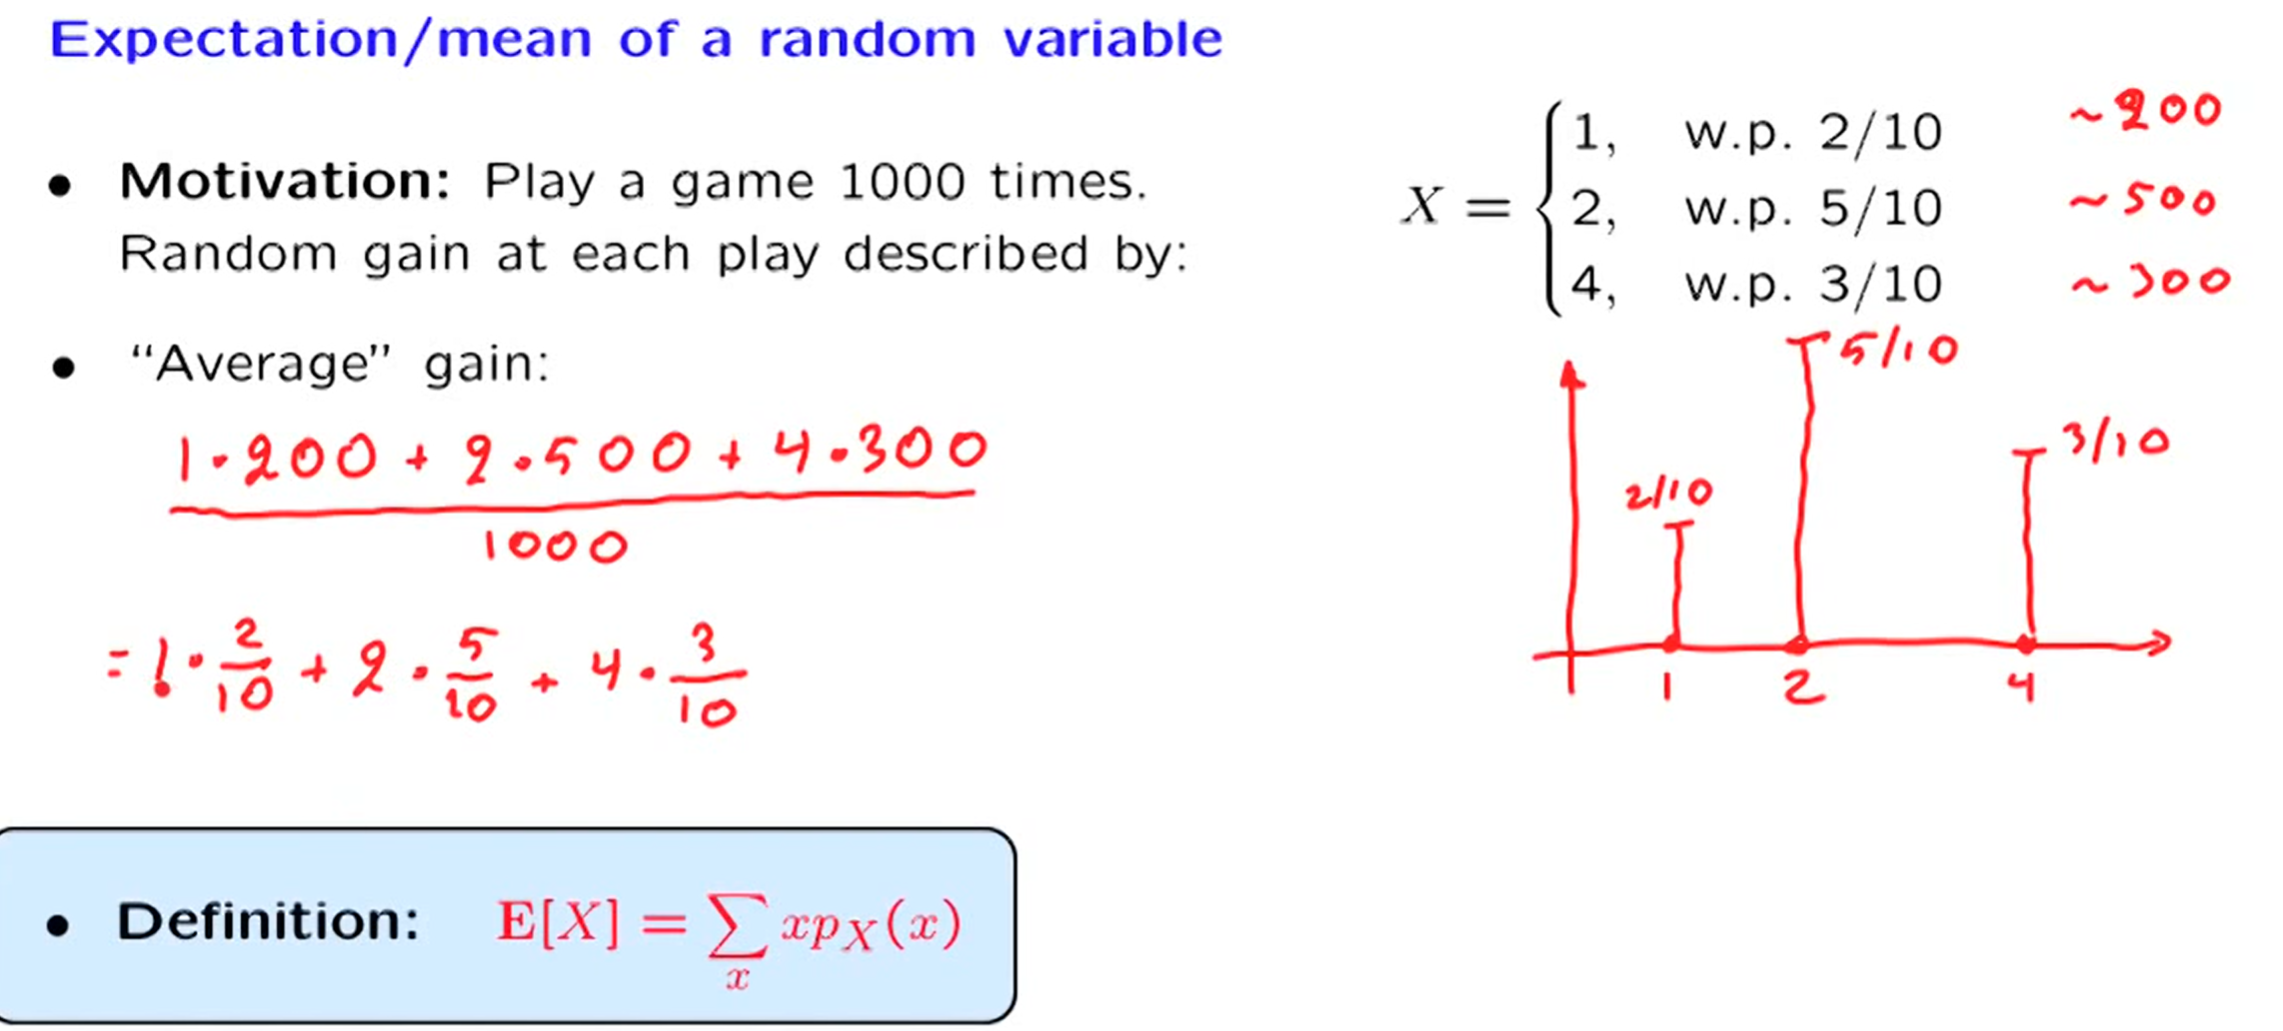 Expectation/mean of a random variable
• Motivation: Play a game 1000 times.
Random gain at each play described by:
X = { 1, w.p. 2/10 ~200
2, w.p. 5/10 ~500
4, w.p. 3/10 ~300
• “Average” gain:
1·200 + 2·500 + 4·300
1000
= 1·2/10 + 2·5/10 + 4·3/10
5/10
3/10
2/10
1 2 4
• Definition: E[X] = ∑ₓ xp_X(x)